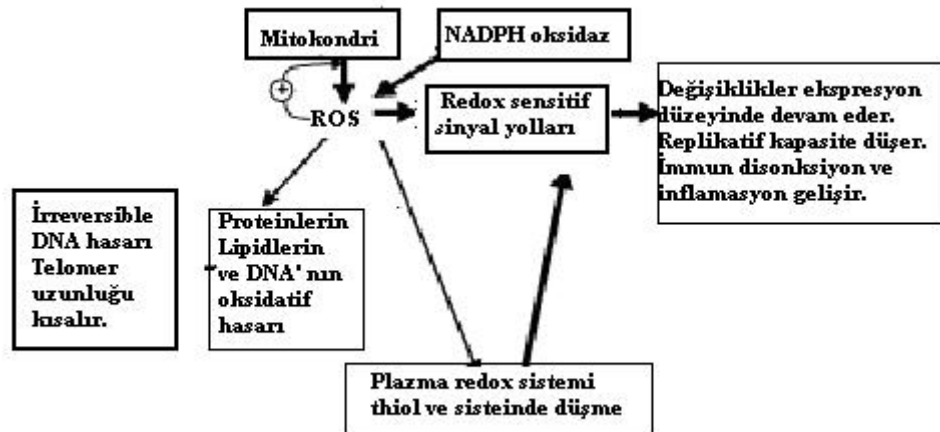 Mitokondri
NADPH oksidaz
+
ROS
Redox sensitif
sinyal yolları
Değişiklikler ekspresyon
düzeyinde devam eder.
Replikatif kapasite düşer.
İmmun disonksiyon ve
inflamasyon gelişir.
İrreversible
DNA hasarı
Telomer
uzunluğu
kısalır.
Proteinlerin
Lipidlerin
ve DNA' nın
oksidatif
hasarı
Plazma redox sistemi
thiol ve sisteinde düşme